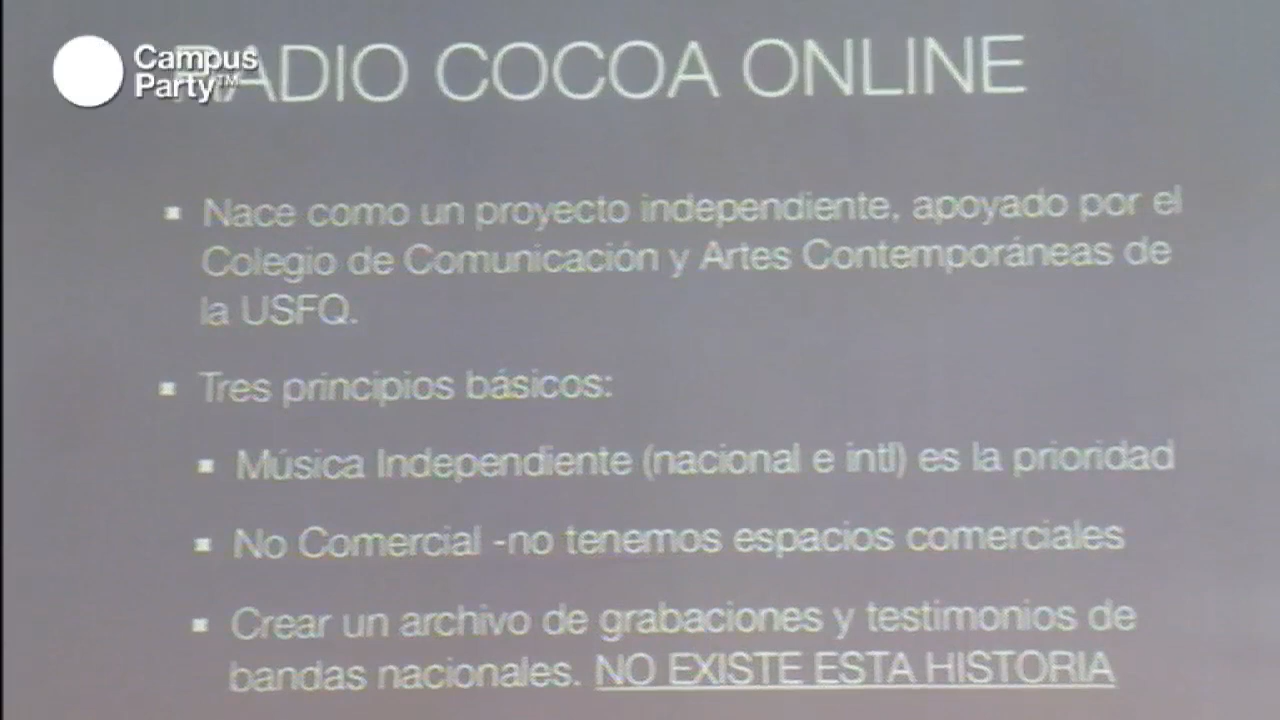 Campus
Party™
RADIO COCOA ONLINE
Nace como un proyecto independiente, apoyado por el
Colegio de Comunicación y Artes Contemporáneas de
la USFQ.
Tres principios básicos:
Música Independiente (nacional e intl) es la prioridad
No Comercial -no tenemos espacios comerciales
Crear un archivo de grabaciones y testimonios de
bandas nacionales. NO EXISTE ESTA HISTORIA